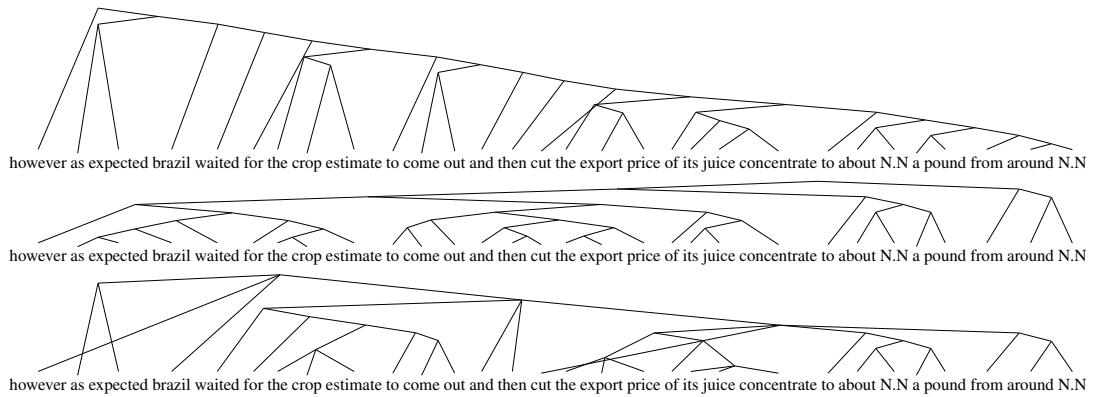 however as expected brazil waited for the crop estimate to come out and then cut the export price of its juice concentrate to about N.N a pound from around N.N
however as expected brazil waited for the crop estimate to come out and then cut the export price of its juice concentrate to about N.N a pound from around N.N
however as expected brazil waited for the crop estimate to come out and then cut the export price of its juice concentrate to about N.N a pound from around N.N